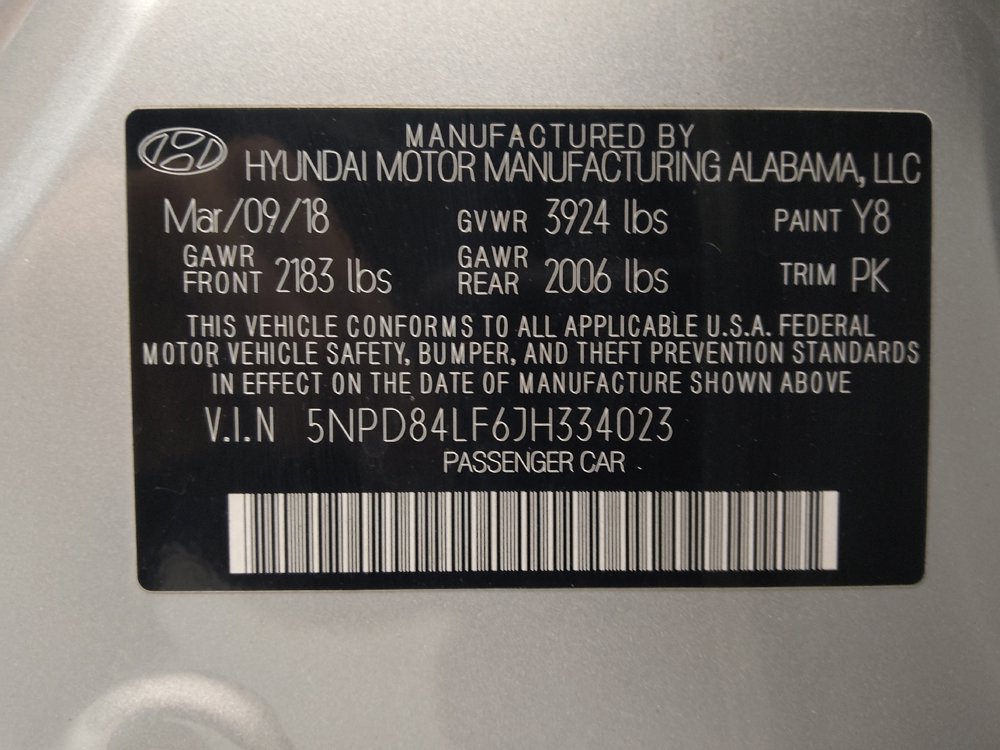 MANUFACTURED BY
HYUNDAI MOTOR MANUFACTURING ALABAMA, LLC
Mar/09/18 GVWR 3924 lbs PAINT Y8
GAWR FRONT 2183 lbs GAWR REAR 2006 lbs TRIM PK
THIS VEHICLE CONFORMS TO ALL APPLICABLE U.S.A. FEDERAL
MOTOR VEHICLE SAFETY, BUMPER, AND THEFT PREVENTION STANDARDS
IN EFFECT ON THE DATE OF MANUFACTURE SHOWN ABOVE
V.I.N 5NPD84LF6JH334023
PASSENGER CAR